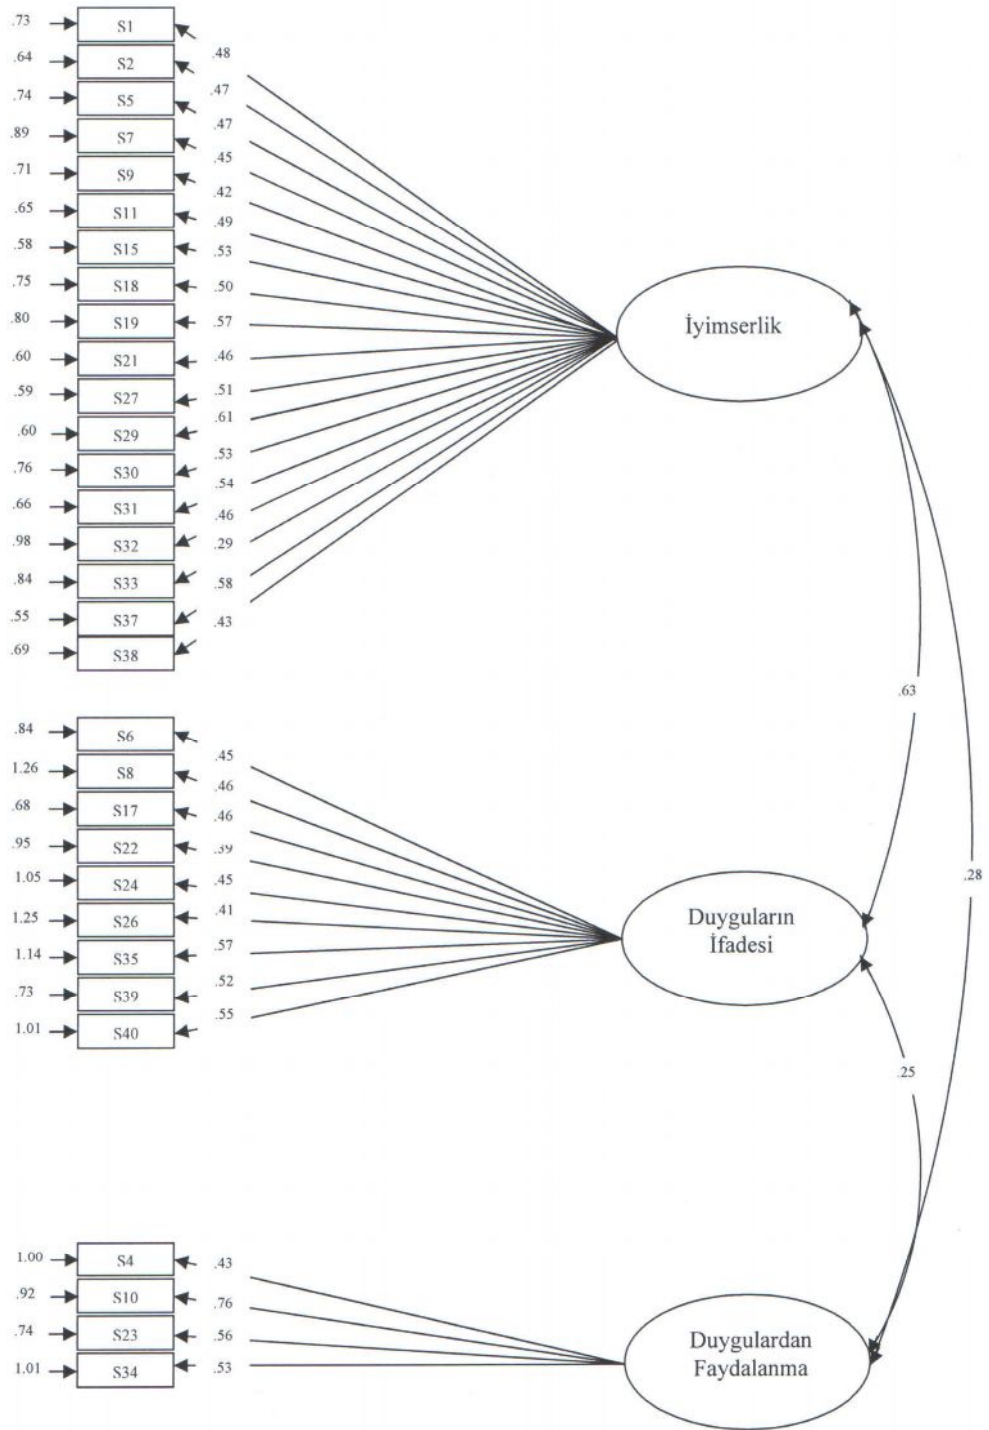 .73 S1 .48
.64 S2 .47
.74 S5 .47
.89 S7 .45
.71 S9 .42
.65 S11 .49
.58 S15 .53
.75 S18 .50
.80 S19 .57
.60 S21 .46
.59 S27 .51
.60 S29 .61
.76 S30 .53
.66 S31 .54
.98 S32 .46
.84 S33 .29
.55 S37 .58
.69 S38 .43
İyimserlik
.63
.28
.84 S6 .45
1.26 S8 .46
.68 S17 .46
.95 S22 .39
1.05 S24 .45
1.25 S26 .41
1.14 S35 .57
.73 S39 .52
1.01 S40 .55
Duyguların
İfadesi
.25
1.00 S4 .43
.92 S10 .76
.74 S23 .56
1.01 S34 .53
Duygulardan
Faydalanma